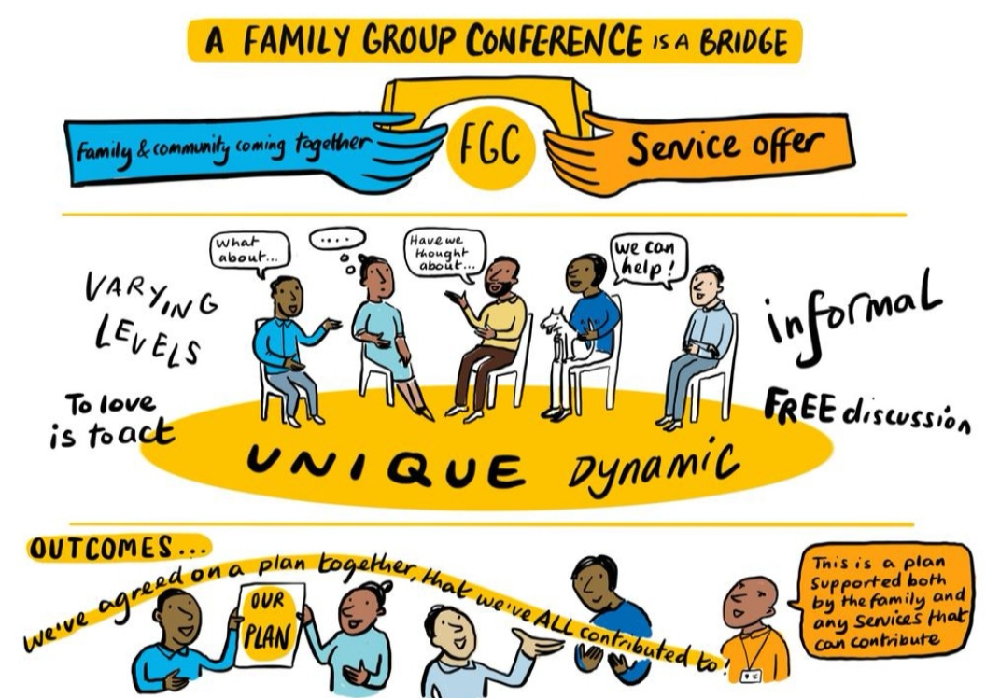 A FAMILY GROUP CONFERENCE IS A BRIDGE
Family & community coming together
FGC
Service offer
What
about...
....
Have we
thought
about...
we can
help!
VARYING
LEVELS
informal
To love
is to act
FREE discussion
UNIQUE DYNAMIC
OUTCOMES...
we've agreed on a plan together, that we've ALL contributed to!
OUR
PLAN
This is a plan
supported both
by the family and
any services that
can contribute